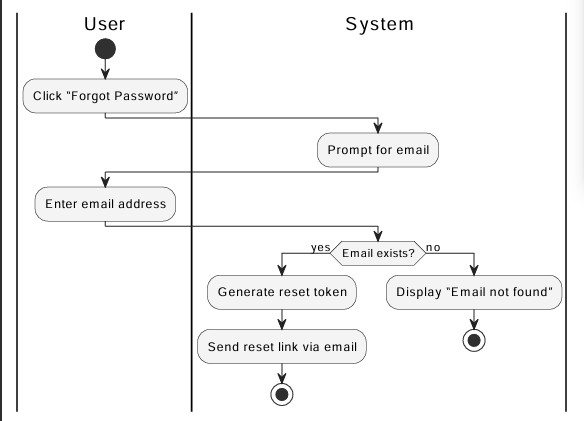 User
System
Click "Forgot Password"
Prompt for email
Enter email address
yes
Email exists?
no
Generate reset token
Display "Email not found"
Send reset link via email